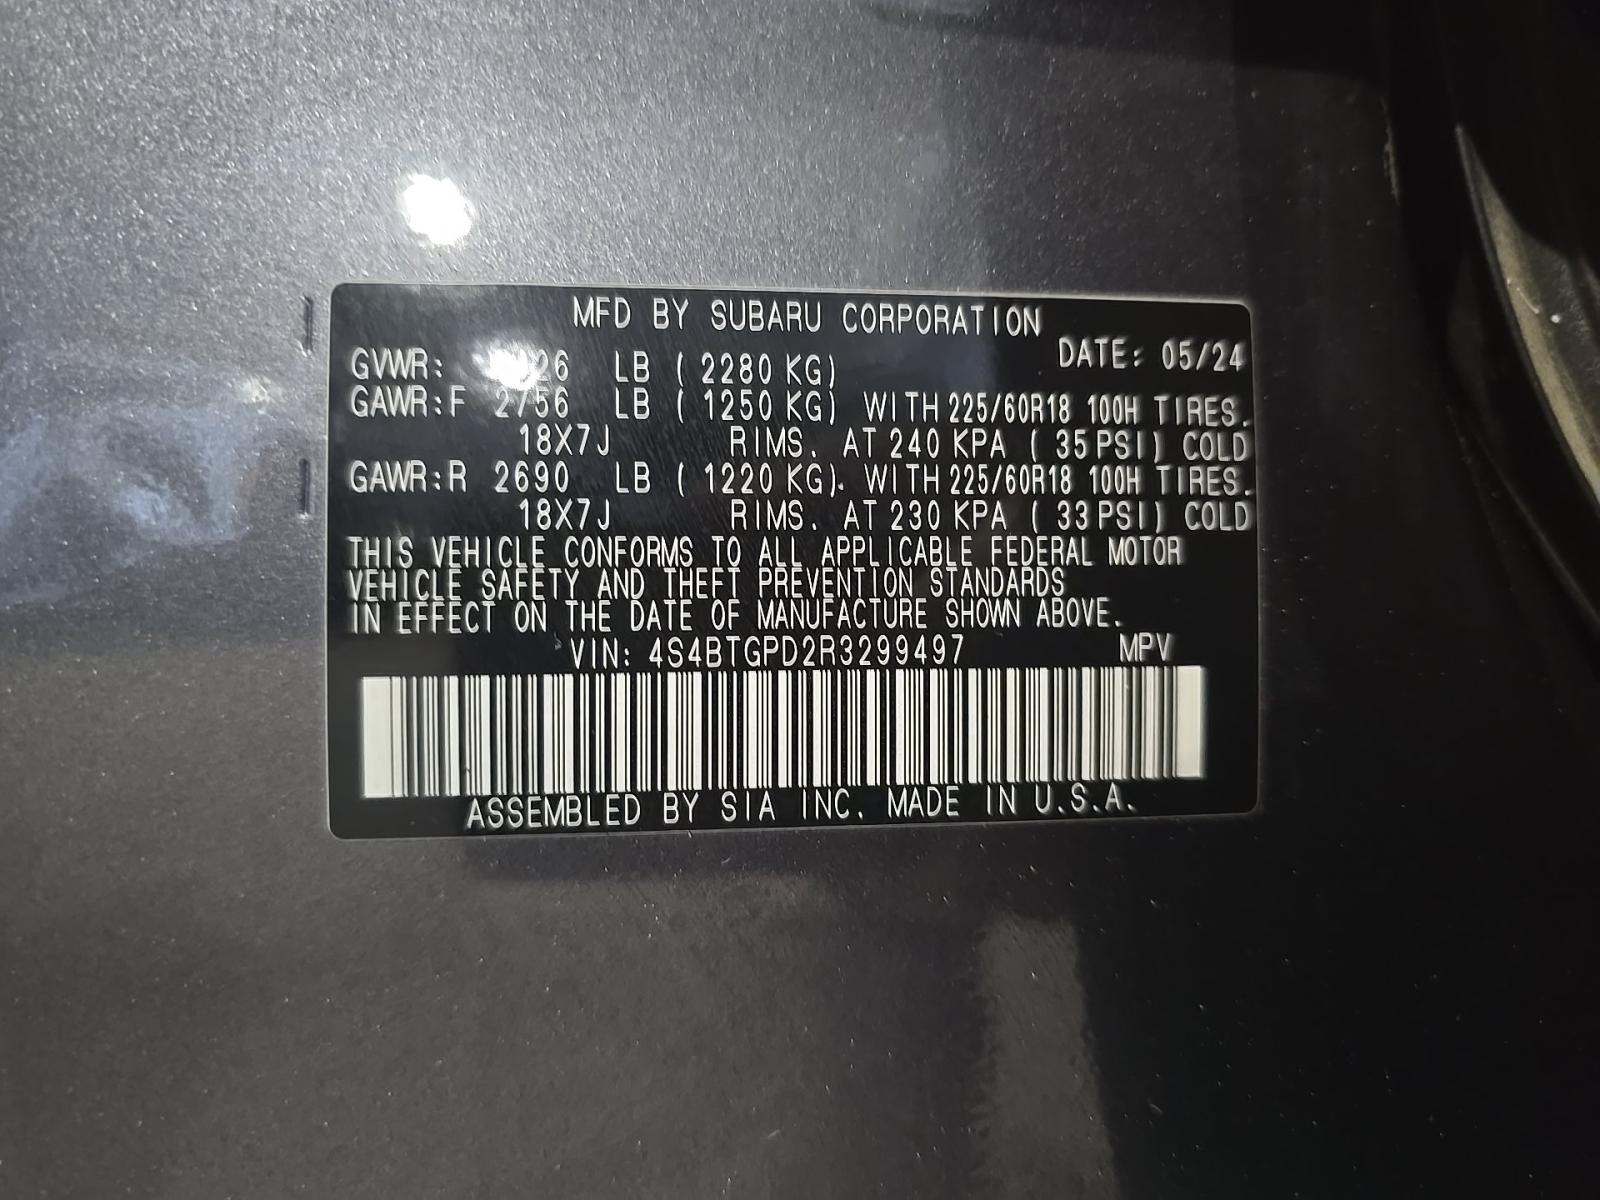 MFD BY SUBARU CORPORATION
DATE: 05/24
GVWR: LB ( 2280 KG)
GAWR:F 2756 LB ( 1250 KG) WITH 225/60R18 100H TIRES.
18X7J RIMS. AT 240 KPA ( 35 PSI) COLD
GAWR:R 2690 LB ( 1220 KG). WITH 225/60R18 100H TIRES.
18X7J RIMS. AT 230 KPA ( 33 PSI) COLD
THIS VEHICLE CONFORMS TO ALL APPLICABLE FEDERAL MOTOR
VEHICLE SAFETY AND THEFT PREVENTION STANDARDS
IN EFFECT ON THE DATE OF MANUFACTURE SHOWN ABOVE.
VIN: 4S4BTGPD2R3299497 MPV
ASSEMBLED BY SIA INC. MADE IN U.S.A.